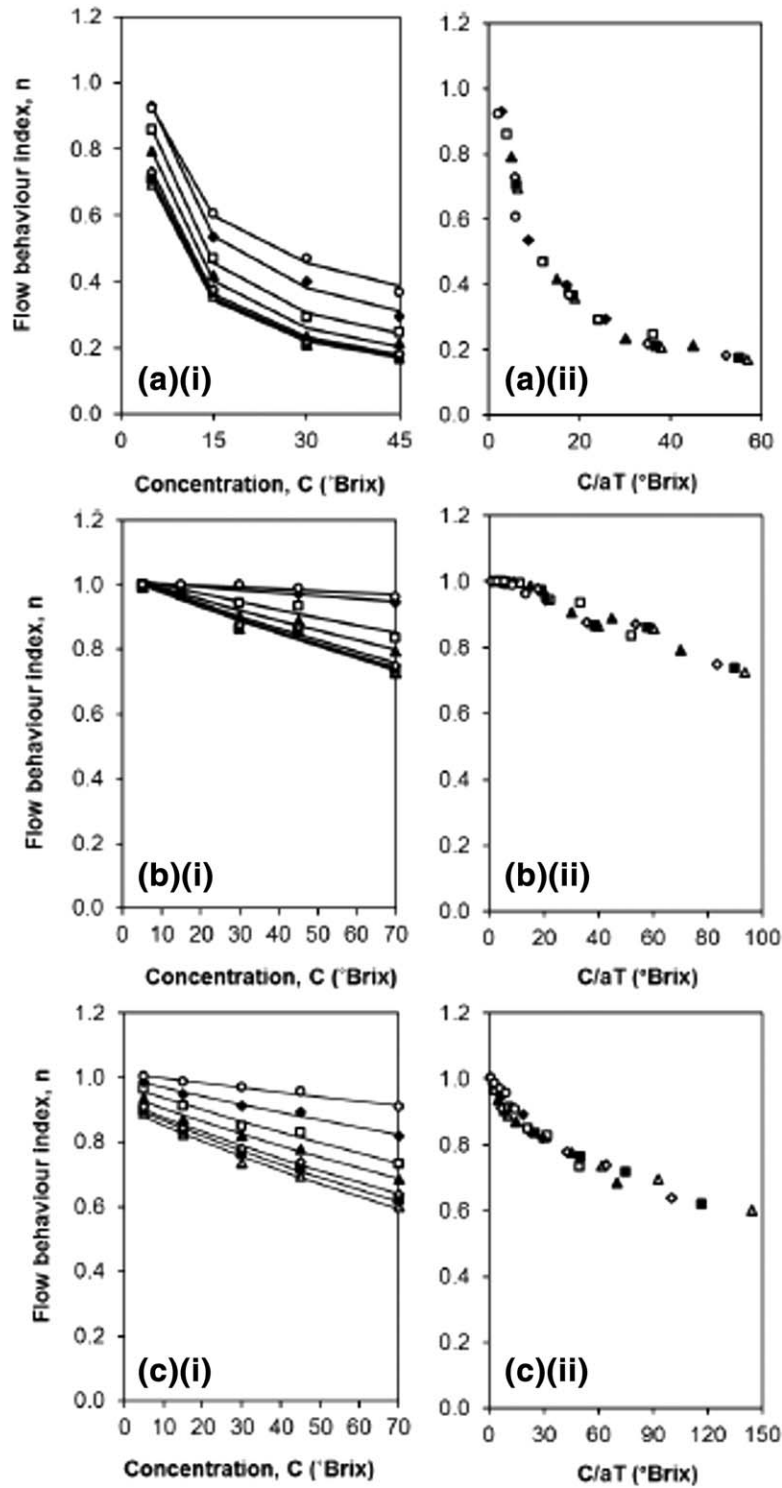 Flow behaviour index, n
1.2
1.0
0.8
0.6
0.4
0.2
0.0
(a)(i)
0 15 30 45
Concentration, C (°Brix)
1.2
1.0
0.8
0.6
0.4
0.2
0.0
(a)(ii)
0 20 40 60
C/aT (°Brix)
Flow behaviour index, n
1.2
1.0
0.8
0.6
0.4
0.2
0.0
(b)(i)
0 10 20 30 40 50 60 70
Concentration, C (°Brix)
1.2
1.0
0.8
0.6
0.4
0.2
0.0
(b)(ii)
0 20 40 60 80 100
C/aT (°Brix)
Flow behaviour index, n
1.2
1.0
0.8
0.6
0.4
0.2
0.0
(c)(i)
0 10 20 30 40 50 60 70
Concentration, C (°Brix)
1.2
1.0
0.8
0.6
0.4
0.2
0.0
(c)(ii)
0 30 60 90 120 150
C/aT (°Brix)